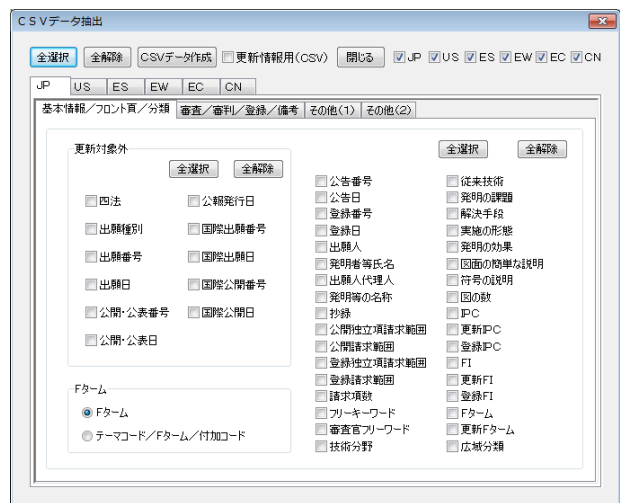 CSVデータ抽出
全選択 全解除 CSVデータ作成 更新情報用(CSV) 閉じる JP US ES EW EC CN
JP US ES EW EC CN
基本情報／フロント頁／分類 審査／審判／登録／備考 その他(1) その他(2)
更新対象外
全選択 全解除
四法 公報発行日
出願種別 国際出願番号
出願番号 国際出願日
出願日 国際公開番号
公開・公表番号 国際公開日
公開・公表日
Fターム
Fターム
テーマコード／Fターム／付加コード
全選択 全解除
公告番号 従来技術
公告日 発明の課題
登録番号 解決手段
登録日 実施の形態
出願人 発明の効果
発明者等氏名 図面の簡単な説明
出願人代理人 符号の説明
発明等の名称 図の数
抄録 IPC
公開独立項請求範囲 更新IPC
公開請求範囲 登録IPC
登録独立項請求範囲 FI
登録請求範囲 更新FI
請求項数 登録FI
フリーキーワード Fターム
審査官フリーワード 更新Fターム
技術分野 広域分類